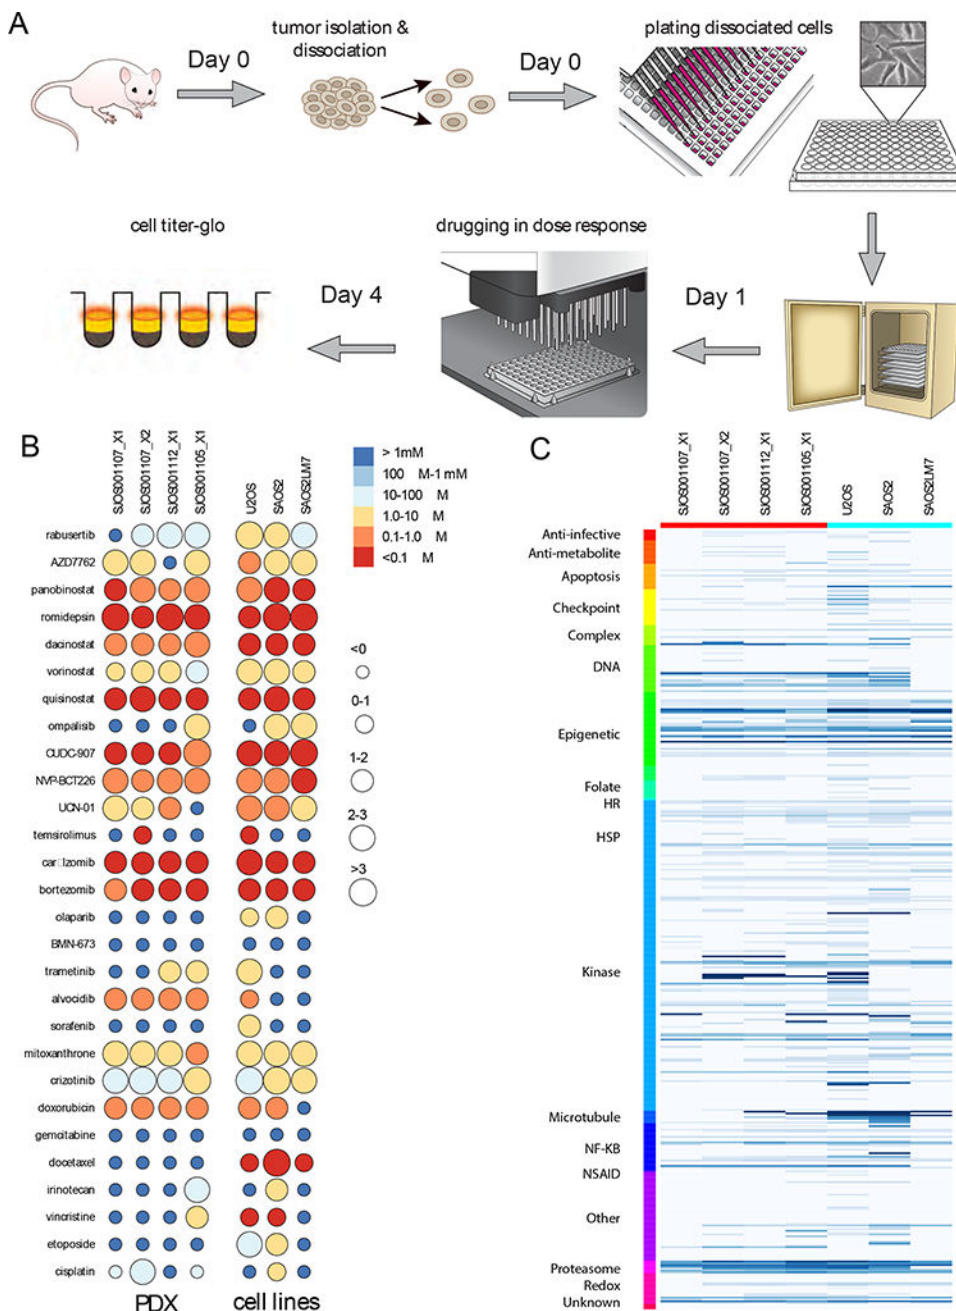 A
Day 0
tumor isolation &
dissociation
Day 0
plating dissociated cells
cell titer-glo
Day 4
drugging in dose response
Day 1
B
SJOS001107_X1
SJOS001107_X2
SJOS001112_X1
SJOS001105_X1
U2OS
SAOS2
SAOS2LM7
> 1mM
100 M-1 mM
10-100 M
1.0-10 M
0.1-1.0 M
<0.1 M
rabusertib
AZD7762
panobinostat
romidepsin
dacinostat
vorinostat
quisinostat
ompalisib
CUDC-907
NVP-BCT226
UCN-01
temsirolimus
car□lzomib
bortezomib
olaparib
BMN-673
trametinib
alvocidib
sorafenib
mitoxanthrone
crizotinib
doxorubicin
gemcitabine
docetaxel
irinotecan
vincristine
etoposide
cisplatin
PDX
cell lines
<0
0-1
1-2
2-3
>3
C
SJOS001107_X1
SJOS001107_X2
SJOS001112_X1
SJOS001105_X1
U2OS
SAOS2
SAOS2LM7
Anti-infective
Anti-metabolite
Apoptosis
Checkpoint
Complex
DNA
Epigenetic
Folate
HR
HSP
Kinase
Microtubule
NF-KB
NSAID
Other
Proteasome
Redox
Unknown